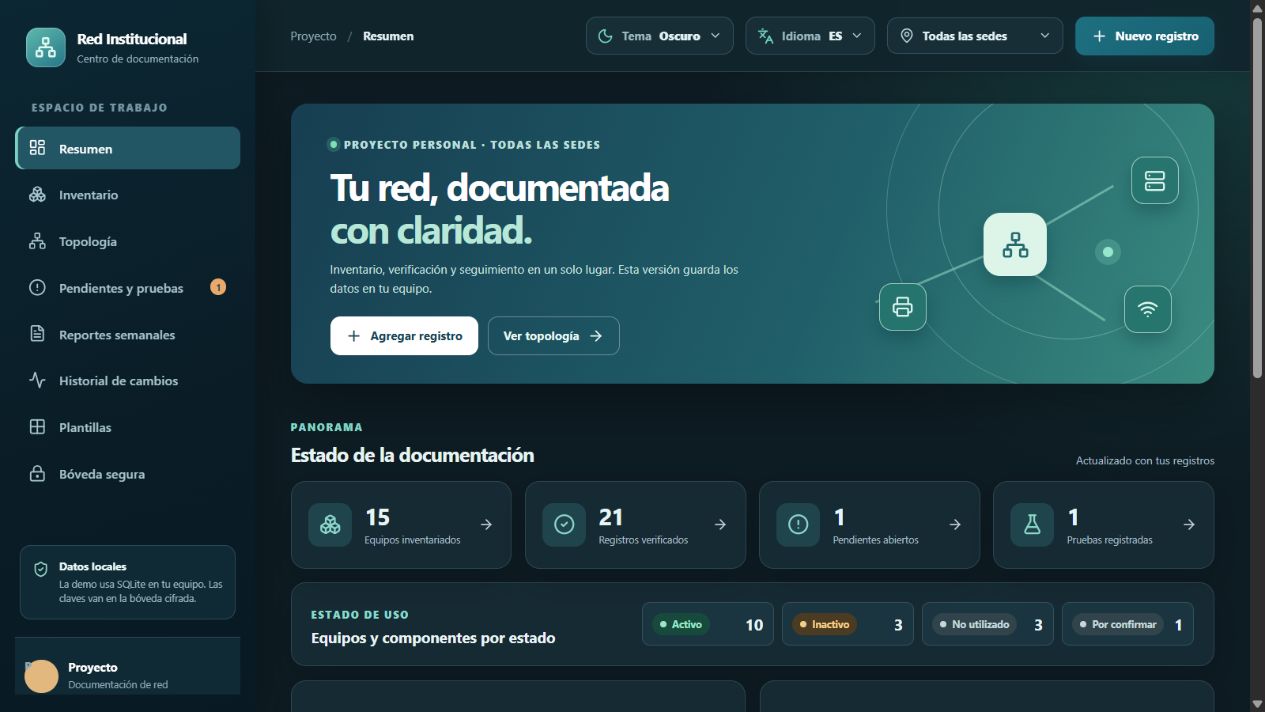 Red Institucional
Centro de documentación
ESPACIO DE TRABAJO
Resumen
Inventario
Topología
Pendientes y pruebas 1
Reportes semanales
Historial de cambios
Plantillas
Bóveda segura
Datos locales
La demo usa SQLite en tu equipo. Las
claves van en la bóveda cifrada.
Proyecto
Documentación de red
Proyecto / Resumen
Tema Oscuro
Idioma ES
Todas las sedes
Nuevo registro
PROYECTO PERSONAL · TODAS LAS SEDES
Tu red, documentada
con claridad.
Inventario, verificación y seguimiento en un solo lugar. Esta versión guarda los
datos en tu equipo.
Agregar registro
Ver topología
PANORAMA
Estado de la documentación
Actualizado con tus registros
15
Equipos inventariados
21
Registros verificados
1
Pendientes abiertos
1
Pruebas registradas
ESTADO DE USO
Equipos y componentes por estado
Activo 10
Inactivo 3
No utilizado 3
Por confirmar 1